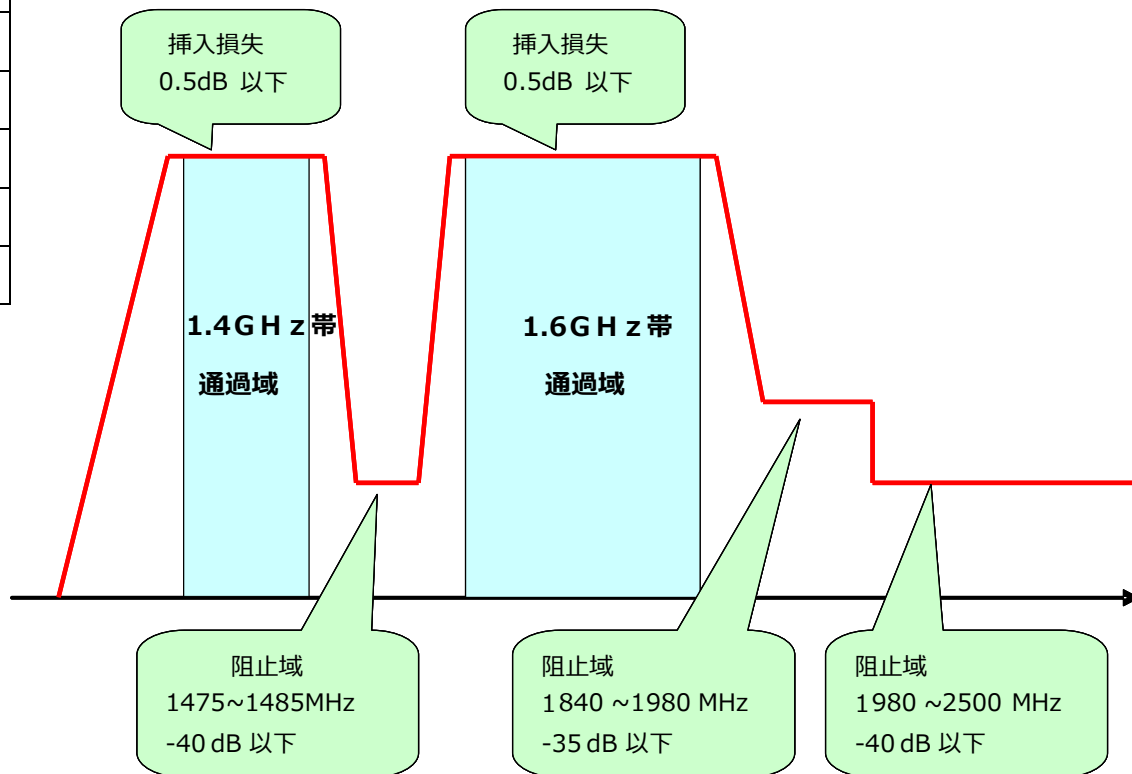 挿入損失
0.5dB 以下
挿入損失
0.5dB 以下
1.4GHz帯
通過域
1.6GHz帯
通過域
阻止域
1475~1485MHz
-40 dB 以下
阻止域
1840 ~1980 MHz
-35 dB 以下
阻止域
1980 ~2500 MHz
-40 dB 以下